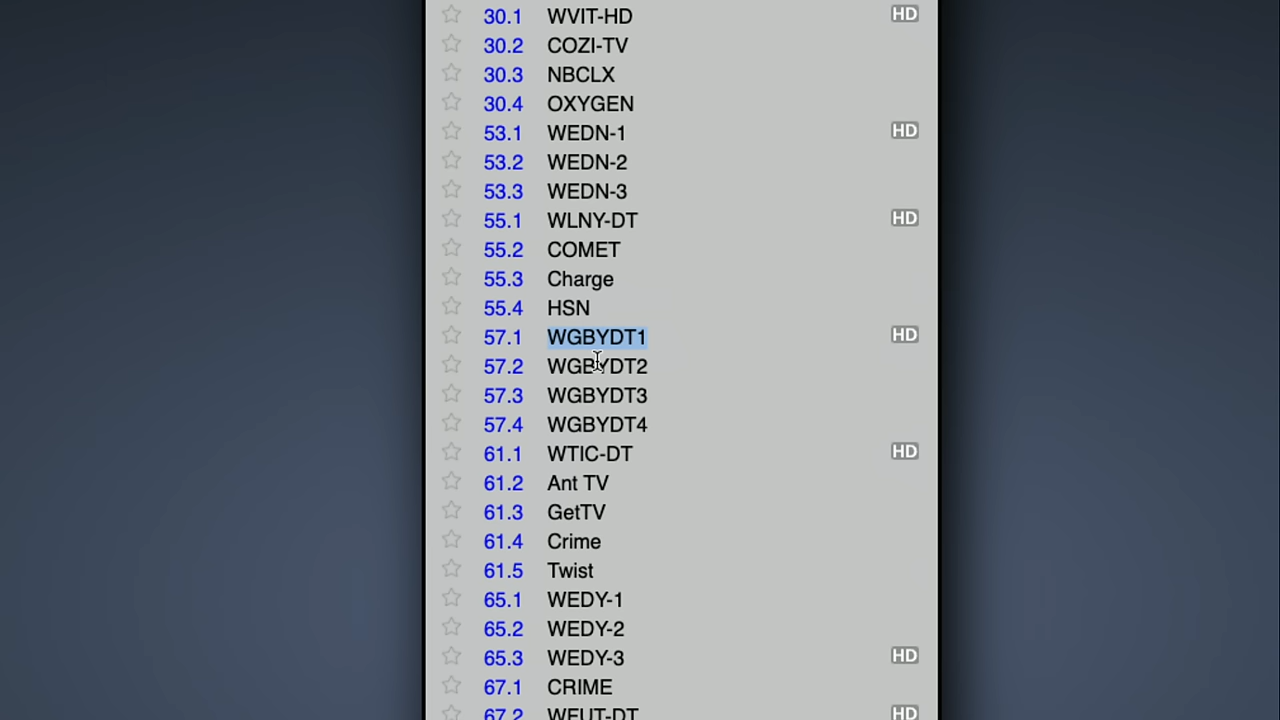 30.1 WVIT-HD HD
30.2 COZI-TV
30.3 NBCLX
30.4 OXYGEN
53.1 WEDN-1 HD
53.2 WEDN-2
53.3 WEDN-3
55.1 WLNY-DT HD
55.2 COMET
55.3 Charge
55.4 HSN
57.1 WGBYDT1 HD
57.2 WGBYDT2
57.3 WGBYDT3
57.4 WGBYDT4
61.1 WTIC-DT HD
61.2 Ant TV
61.3 GetTV
61.4 Crime
61.5 Twist
65.1 WEDY-1
65.2 WEDY-2
65.3 WEDY-3 HD
67.1 CRIME
67.2 WFUT-DT HD